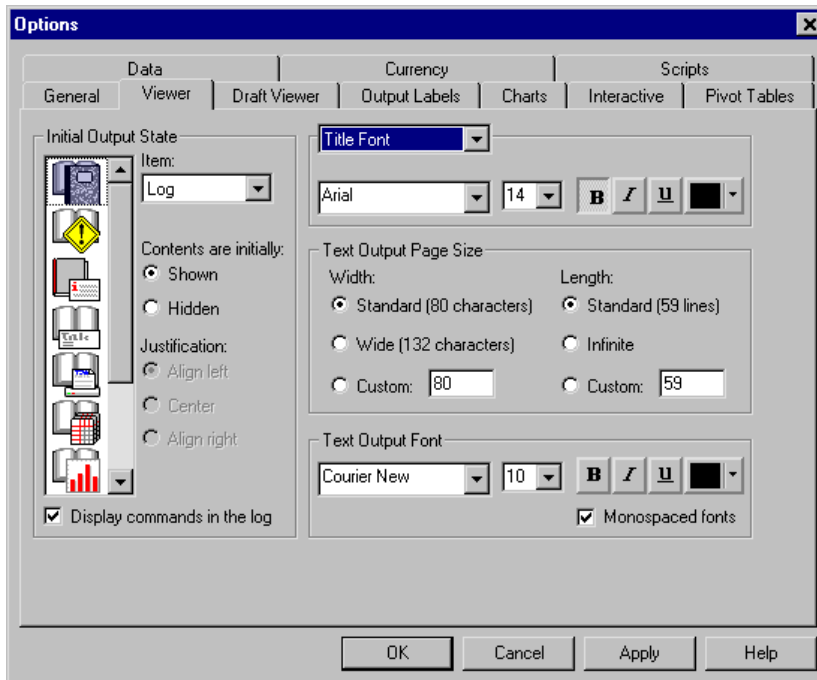 Options
Data Currency Scripts
General Viewer Draft Viewer Output Labels Charts Interactive Pivot Tables
Initial Output State
Item:
Log
Contents are initially:
Shown
Hidden
Justification:
Align left
Center
Align right
Display commands in the log
Title Font
Arial 14 B I U
Text Output Page Size
Width: Length:
Standard (80 characters) Standard (59 lines)
Wide (132 characters) Infinite
Custom: 80 Custom: 59
Text Output Font
Courier New 10 B I U
Monospaced fonts
OK Cancel Apply Help